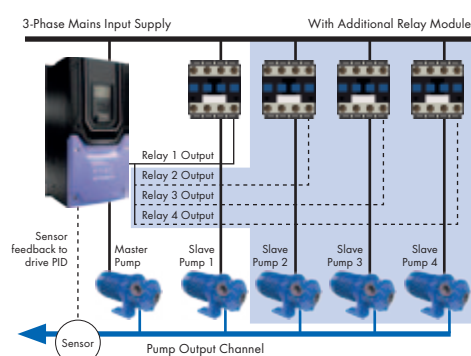 3-Phase Mains Input Supply
With Additional Relay Module
Relay 1 Output
Relay 2 Output
Relay 3 Output
Relay 4 Output
Sensor
feedback to
drive PID
Master
Pump
Slave
Pump 1
Slave
Pump 2
Slave
Pump 3
Slave
Pump 4
Sensor
Pump Output Channel